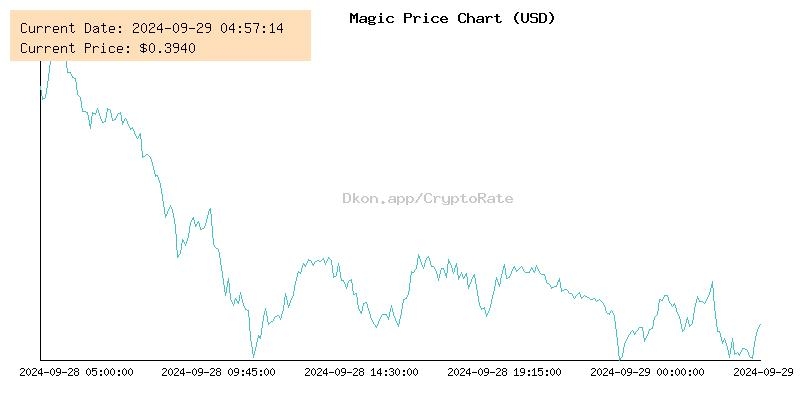 Magic Price Chart (USD)
Current Date: 2024-09-29 04:57:14
Current Price: $0.3940
Dkon.app/CryptoRate
2024-09-28 05:00:00 2024-09-28 09:45:00 2024-09-28 14:30:00 2024-09-28 19:15:00 2024-09-29 00:00:00 2024-09-29